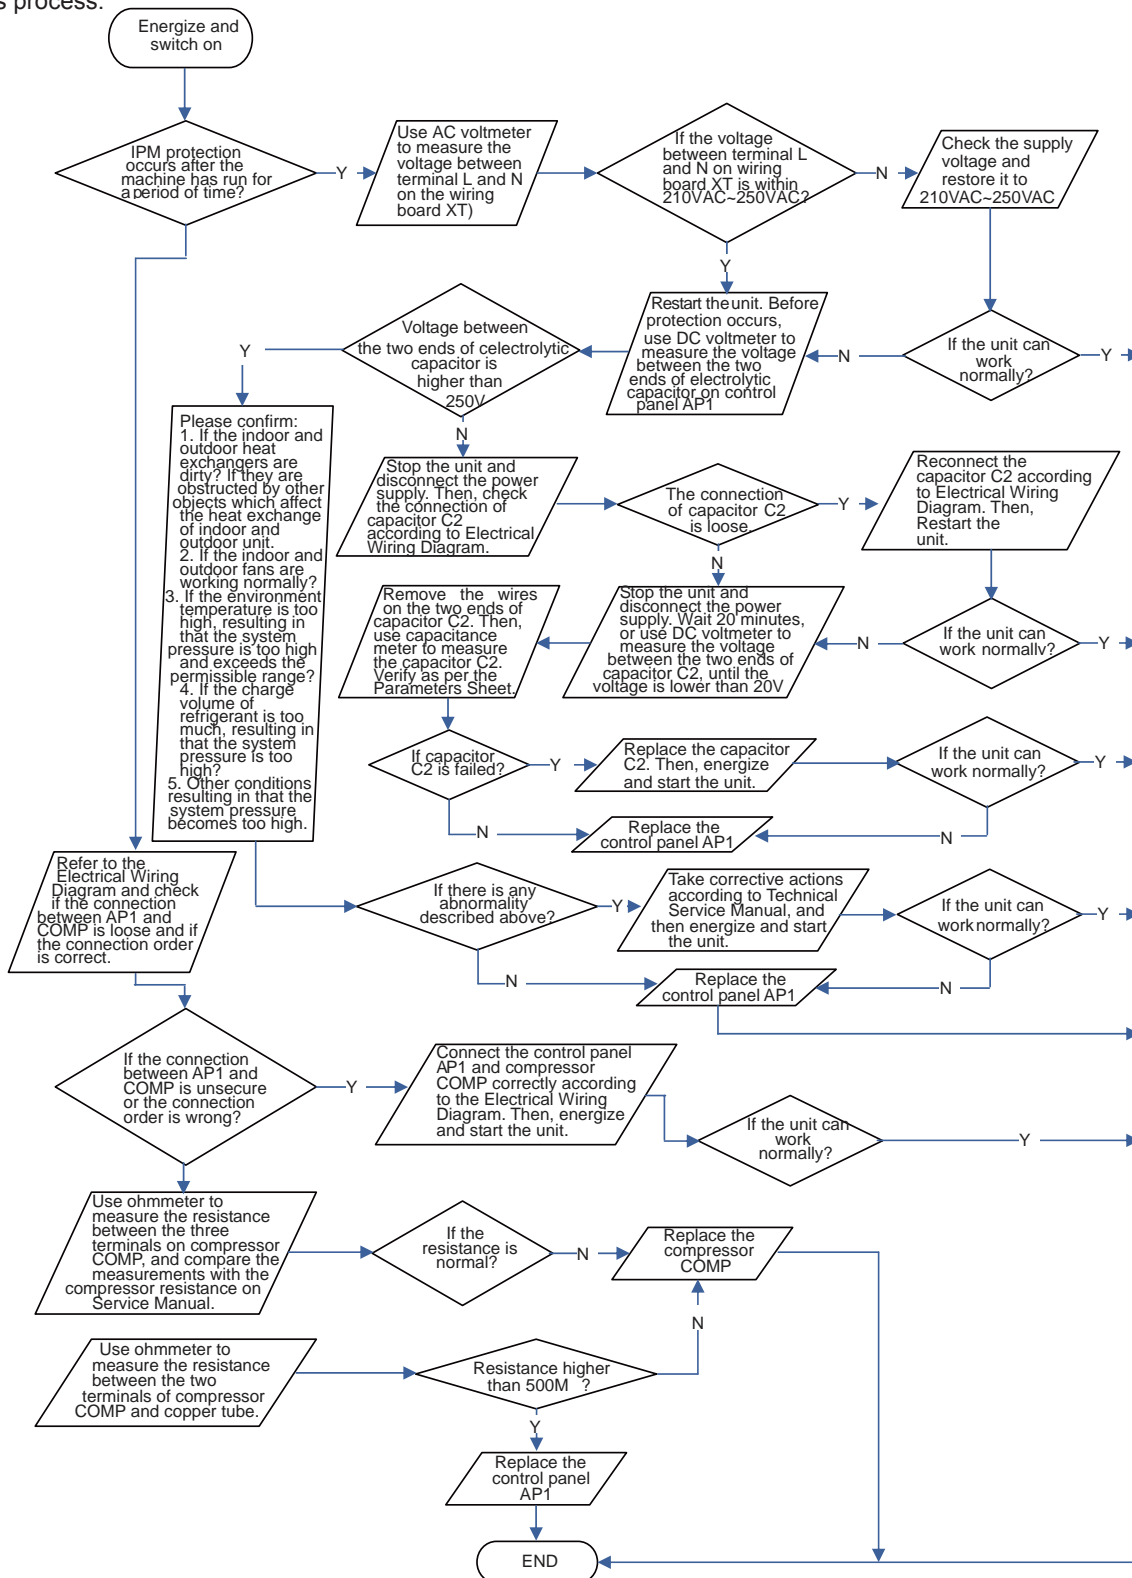 s process.
Energize and
switch on
IPM protection
occurs after the
machine has run for
a period of time?
Y
Use AC voltmeter
to measure the
voltage between
terminal L and N
on the wiring
board XT)
If the voltage
between terminal L
and N on wiring
board XT is within
210VAC~250VAC?
N
Check the supply
voltage and
restore it to
210VAC~250VAC
Y
Restart the unit. Before
protection occurs,
use DC voltmeter to
measure the voltage
between the two
ends of electrolytic
capacitor on control
panel AP1
N
If the unit can
work
normally?
Y
Voltage between
the two ends of celectrolytic
capacitor is
higher than
250V
Y
N
Please confirm:
1. If the indoor and
outdoor heat
exchangers are
dirty? If they are
obstructed by other
objects which affect
the heat exchange
of indoor and
outdoor unit.
2. If the indoor and
outdoor fans are
working normally?
3. If the environment
temperature is too
high, resulting in
that the system
pressure is too high
and exceeds the
permissible range?
4. If the charge
volume of
refrigerant is too
much, resulting in
that the system
pressure is too
high?
5. Other conditions
resulting in that the
system pressure
becomes too high.
Stop the unit and
disconnect the power
supply. Then, check
the connection of
capacitor C2
according to Electrical
Wiring Diagram.
The connection
of capacitor C2
is loose.
Y
Reconnect the
capacitor C2 according
to Electrical Wiring
Diagram. Then,
Restart the
unit.
N
Remove the wires
on the two ends of
capacitor C2. Then,
use capacitance
meter to measure
the capacitor C2.
Verify as per the
Parameters Sheet.
Stop the unit and
disconnect the power
supply. Wait 20 minutes,
or use DC voltmeter to
measure the voltage
between the two ends of
capacitor C2, until the
voltage is lower than 20V
N
If the unit can
work normally?
Y
If capacitor
C2 is failed?
Y
Replace the capacitor
C2. Then, energize
and start the unit.
If the unit can
work normally?
Y
N
Replace the
control panel AP1
N
Refer to the
Electrical Wiring
Diagram and check
if the connection
between AP1 and
COMP is loose and if
the connection order
is correct.
If there is any
abnormality
described above?
Y
Take corrective actions
according to Technical
Service Manual, and
then energize and start
the unit.
If the unit can
work normally?
Y
N
Replace the
control panel AP1
N
If the connection
between AP1 and
COMP is unsecure
or the connection
order is wrong?
Y
Connect the control panel
AP1 and compressor
COMP correctly according
to the Electrical Wiring
Diagram. Then, energize
and start the unit.
If the unit can
work
normally?
Y
Use ohmmeter to
measure the resistance
between the three
terminals on compressor
COMP, and compare the
measurements with the
compressor resistance on
Service Manual.
If the
resistance is
normal?
N
Replace the
compressor
COMP
N
Use ohmmeter to
measure the resistance
between the two
terminals of compressor
COMP and copper tube.
Resistance higher
than 500M ?
Y
Replace the
control panel
AP1
END